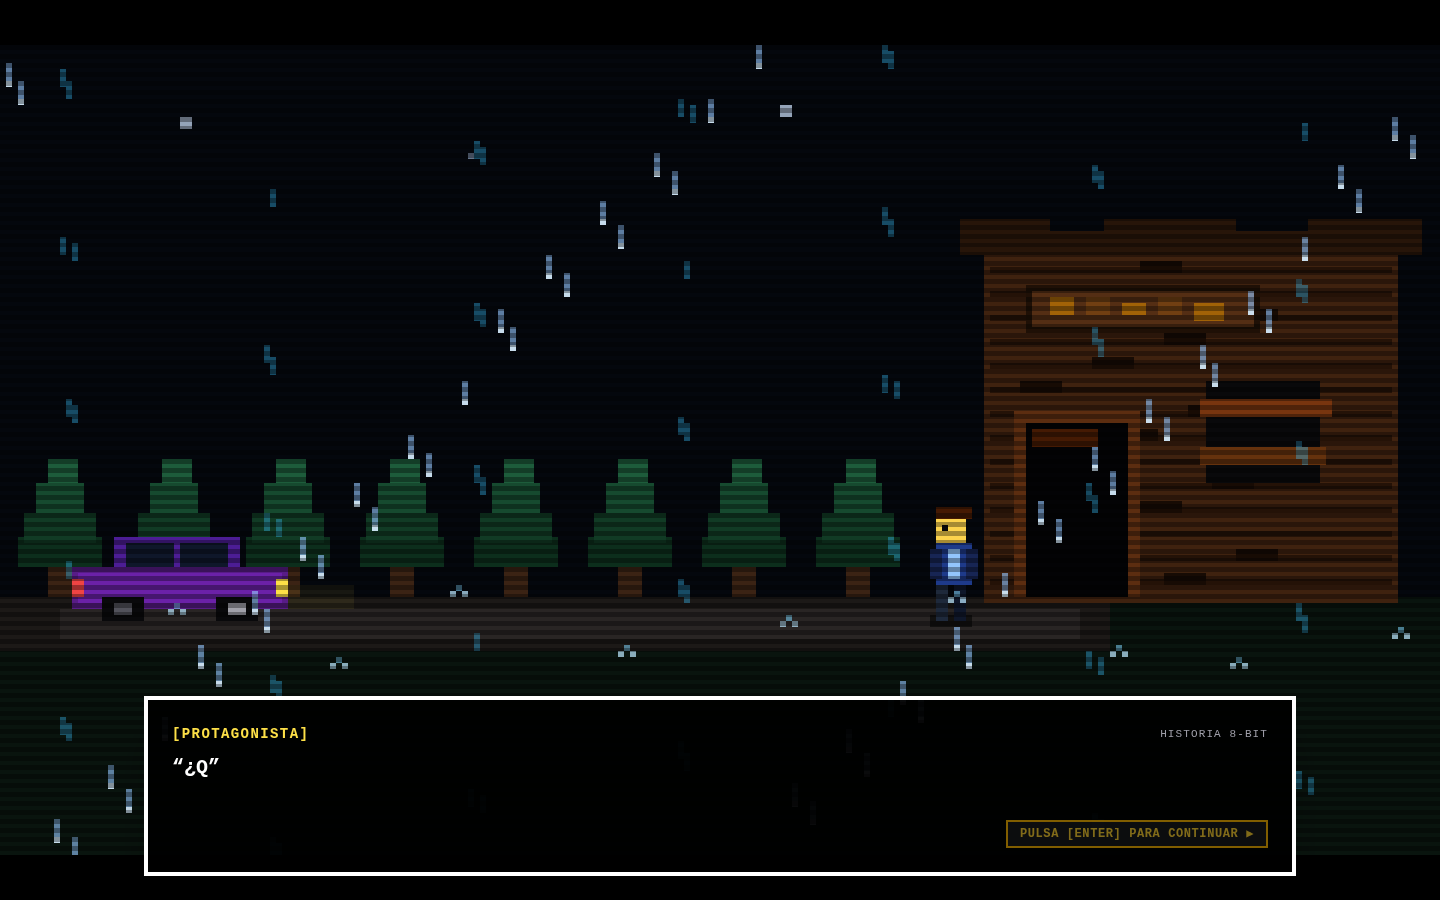 [PROTAGONISTA]
HISTORIA 8-BIT
“¿Q”
PULSA [ENTER] PARA CONTINUAR ▶